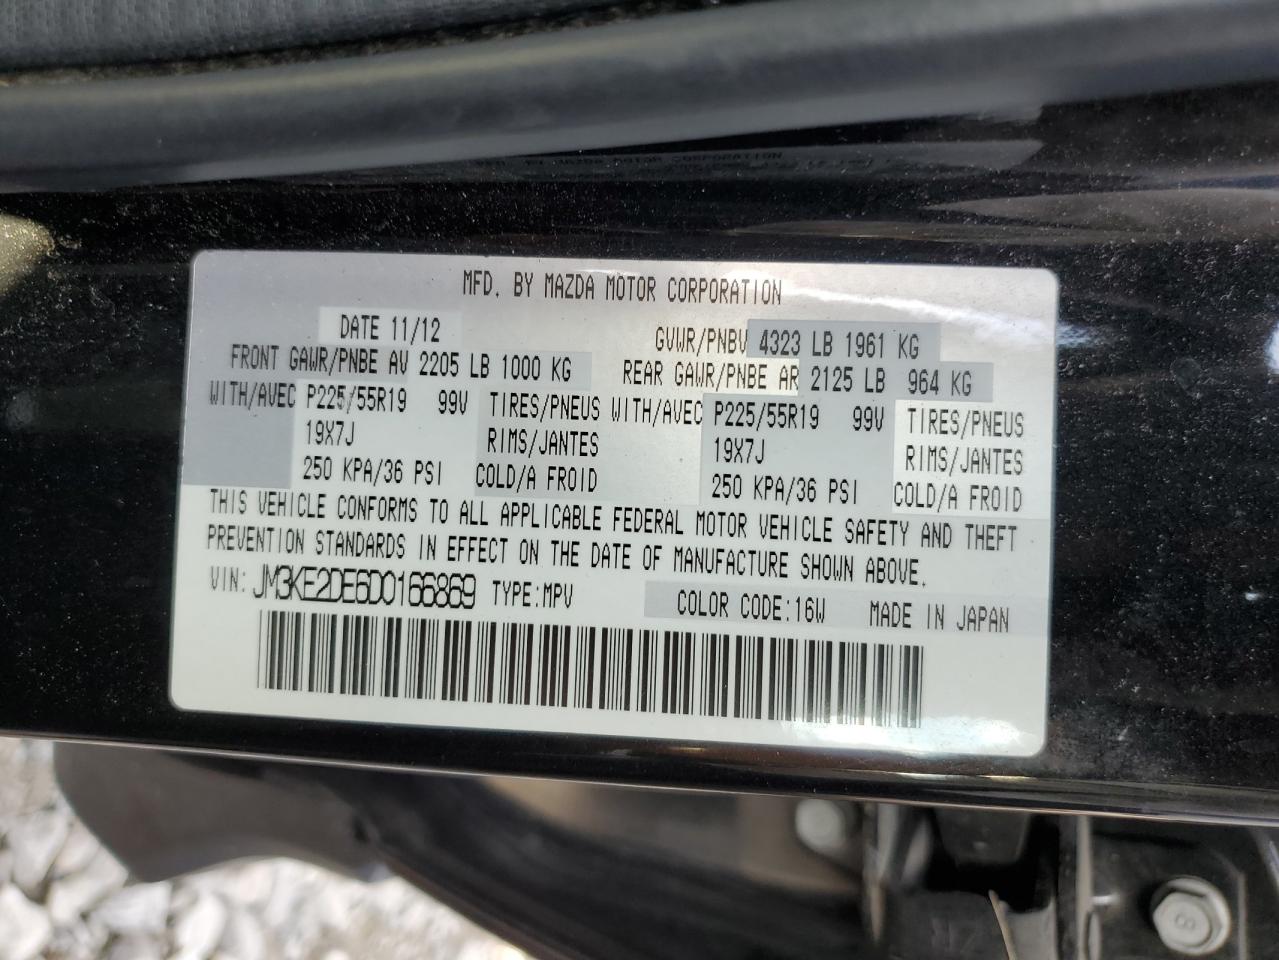 MFD. BY MAZDA MOTOR CORPORATION
DATE 11/12 GVWR/PNBV 4323 LB 1961 KG
FRONT GAWR/PNBE AV 2205 LB 1000 KG REAR GAWR/PNBE AR 2125 LB 964 KG
WITH/AVEC P225/55R19 99V TIRES/PNEUS WITH/AVEC P225/55R19 99V TIRES/PNEUS
19X7J RIMS/JANTES 19X7J RIMS/JANTES
250 KPA/36 PSI COLD/A FROID 250 KPA/36 PSI COLD/A FROID
THIS VEHICLE CONFORMS TO ALL APPLICABLE FEDERAL MOTOR VEHICLE SAFETY AND THEFT
PREVENTION STANDARDS IN EFFECT ON THE DATE OF MANUFACTURE SHOWN ABOVE.
VIN: JM3KE2DE6D0166869 TYPE:MPV COLOR CODE:16W MADE IN JAPAN
8